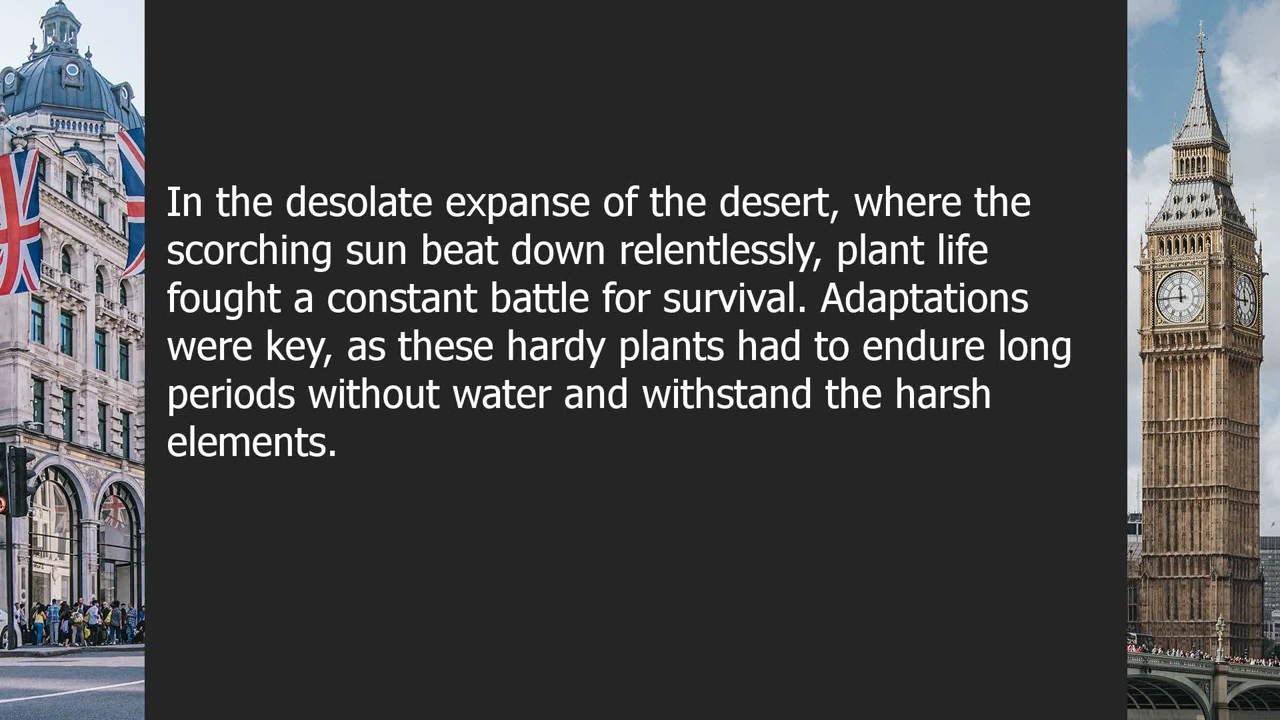 In the desolate expanse of the desert, where the
scorching sun beat down relentlessly, plant life
fought a constant battle for survival. Adaptations
were key, as these hardy plants had to endure long
periods without water and withstand the harsh
elements.